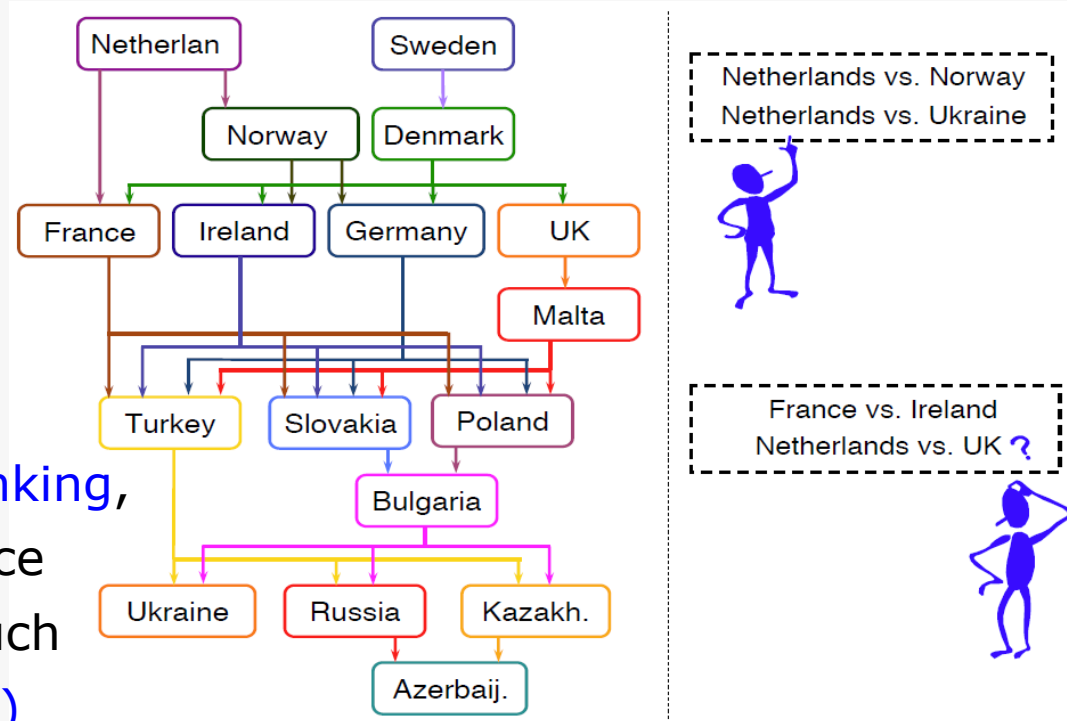 Netherlan
Sweden
Norway
Denmark
France
Ireland
Germany
UK
Malta
Turkey
Slovakia
Poland
Bulgaria
Ukraine
Russia
Kazakh.
Azerbaij.
nking,
ce
uch
)
Netherlands vs. Norway
Netherlands vs. Ukraine
France vs. Ireland
Netherlands vs. UK ?